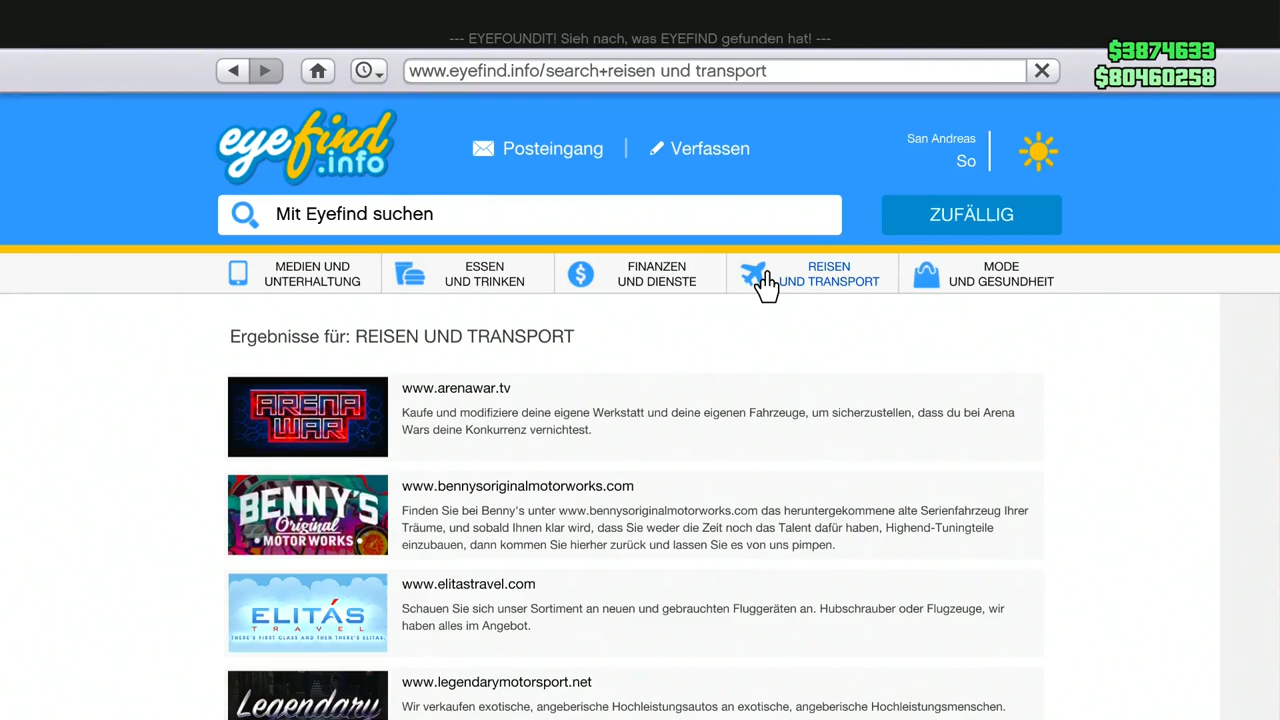 --- EYEFOUNDIT! Sieh nach, was EYEFIND gefunden hat! ---
$3874633
www.eyefind.info/search+reisen und transport
$80460258
eyefind
.info
Posteingang
Verfassen
San Andreas
So
Mit Eyefind suchen
ZUFÄLLIG
MEDIEN UND
UNTERHALTUNG
ESSEN
UND TRINKEN
FINANZEN
UND DIENSTE
REISEN
UND TRANSPORT
MODE
UND GESUNDHEIT
Ergebnisse für: REISEN UND TRANSPORT
ARENA
WAR
www.arenawar.tv
Kaufe und modifiziere deine eigene Werkstatt und deine eigenen Fahrzeuge, um sicherzustellen, dass du bei Arena
Wars deine Konkurrenz vernichtest.
BENNY'S
Original
MOTOR WORKS
www.bennysoriginalmotorworks.com
Finden Sie bei Benny's unter www.bennysoriginalmotorworks.com das heruntergekommene alte Serienfahrzeug Ihrer
Träume, und sobald Ihnen klar wird, dass Sie weder die Zeit noch das Talent dafür haben, Highend-Tuningteile
einzubauen, dann kommen Sie hierher zurück und lassen Sie es von uns pimpen.
ELITÁS
TRAVEL
THERE'S FIRST CLASS AND THEN THERE'S ELITAS.
www.elitastravel.com
Schauen Sie sich unser Sortiment an neuen und gebrauchten Fluggeräten an. Hubschrauber oder Flugzeuge, wir
haben alles im Angebot.
Legendary
www.legendarymotorsport.net
Wir verkaufen exotische, angeberische Hochleistungsautos an exotische, angeberische Hochleistungsmenschen.